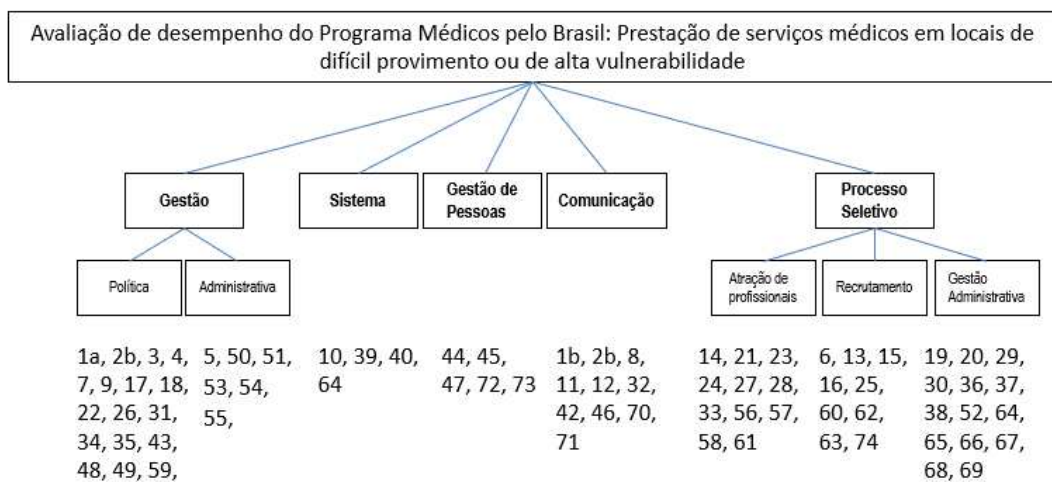 Avaliação de desempenho do Programa Médicos pelo Brasil: Prestação de serviços médicos em locais de
difícil provimento ou de alta vulnerabilidade
Gestão
Sistema
Gestão de
Pessoas
Comunicação
Processo
Seletivo
Política
Administrativa
Atração de
profissionais
Recrutamento
Gestão
Administrativa
1a, 2b, 3, 4,
7, 9, 17, 18,
22, 26, 31,
34, 35, 43,
48, 49, 59,
5, 50, 51,
53, 54,
55,
10, 39, 40,
64
44, 45,
47, 72, 73
1b, 2b, 8,
11, 12, 32,
42, 46, 70,
71
14, 21, 23,
24, 27, 28,
33, 56, 57,
58, 61
6, 13, 15,
16, 25,
60, 62,
63, 74
19, 20, 29,
30, 36, 37,
38, 52, 64,
65, 66, 67,
68, 69